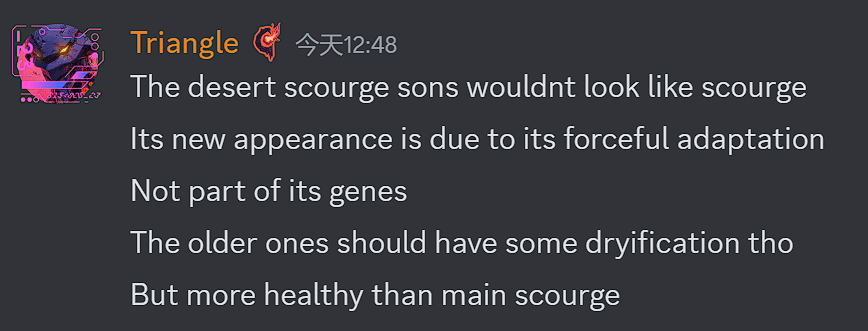 Triangle 今天12:48
The desert scourge sons wouldnt look like scourge
Its new appearance is due to its forceful adaptation
Not part of its genes
The older ones should have some dryification tho
But more healthy than main scourge